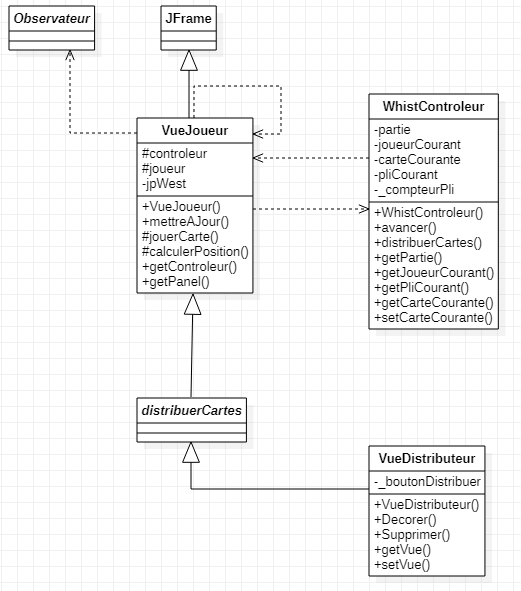 Observateur
JFrame
VueJoueur
#controleur
#joueur
-jpWest
+VueJoueur()
+mettreAJour()
#jouerCarte()
#calculerPosition()
+getControleur()
+getPanel()
WhistControleur
-partie
-joueurCourant
-carteCourante
-pliCourant
-_compteurPli
+WhistControleur()
+avancer()
+distribuerCartes()
+getPartie()
+getJoueurCourant()
+getPliCourant()
+getCarteCourante()
+setCarteCourante()
distribuerCartes
VueDistributeur
-_boutonDistribuer
+VueDistributeur()
+Decorer()
+Supprimer()
+getVue()
+setVue()